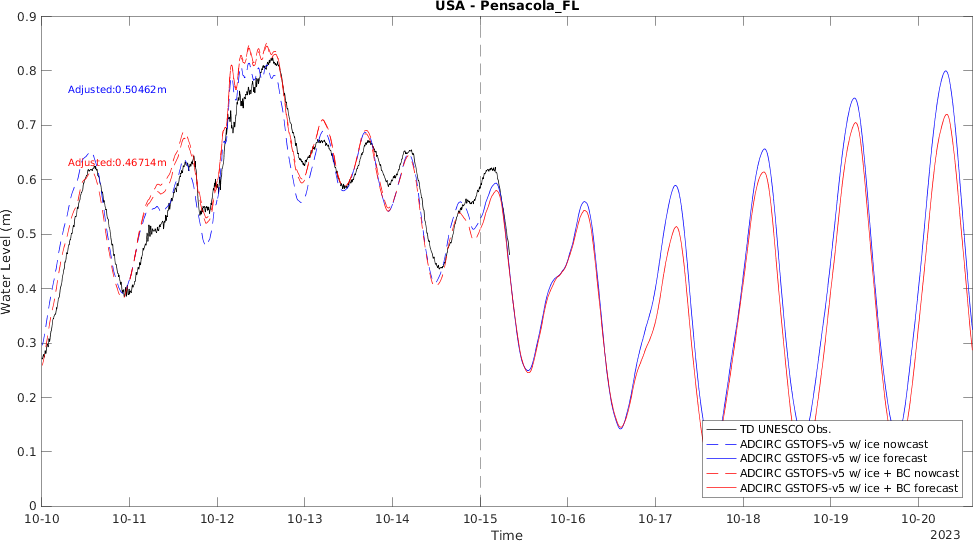 USA - Pensacola_FL
0.9
0.8
Adjusted:0.50462m
0.7
Adjusted:0.46714m
0.6
0.5
Water Level (m)
0.4
0.3
0.2
0.1
0
TD UNESCO Obs.
ADCIRC GSTOFS-v5 w/ ice nowcast
ADCIRC GSTOFS-v5 w/ ice forecast
ADCIRC GSTOFS-v5 w/ ice + BC nowcast
ADCIRC GSTOFS-v5 w/ ice + BC forecast
10-10 10-11 10-12 10-13 10-14 10-15 10-16 10-17 10-18 10-19 10-20
2023
Time